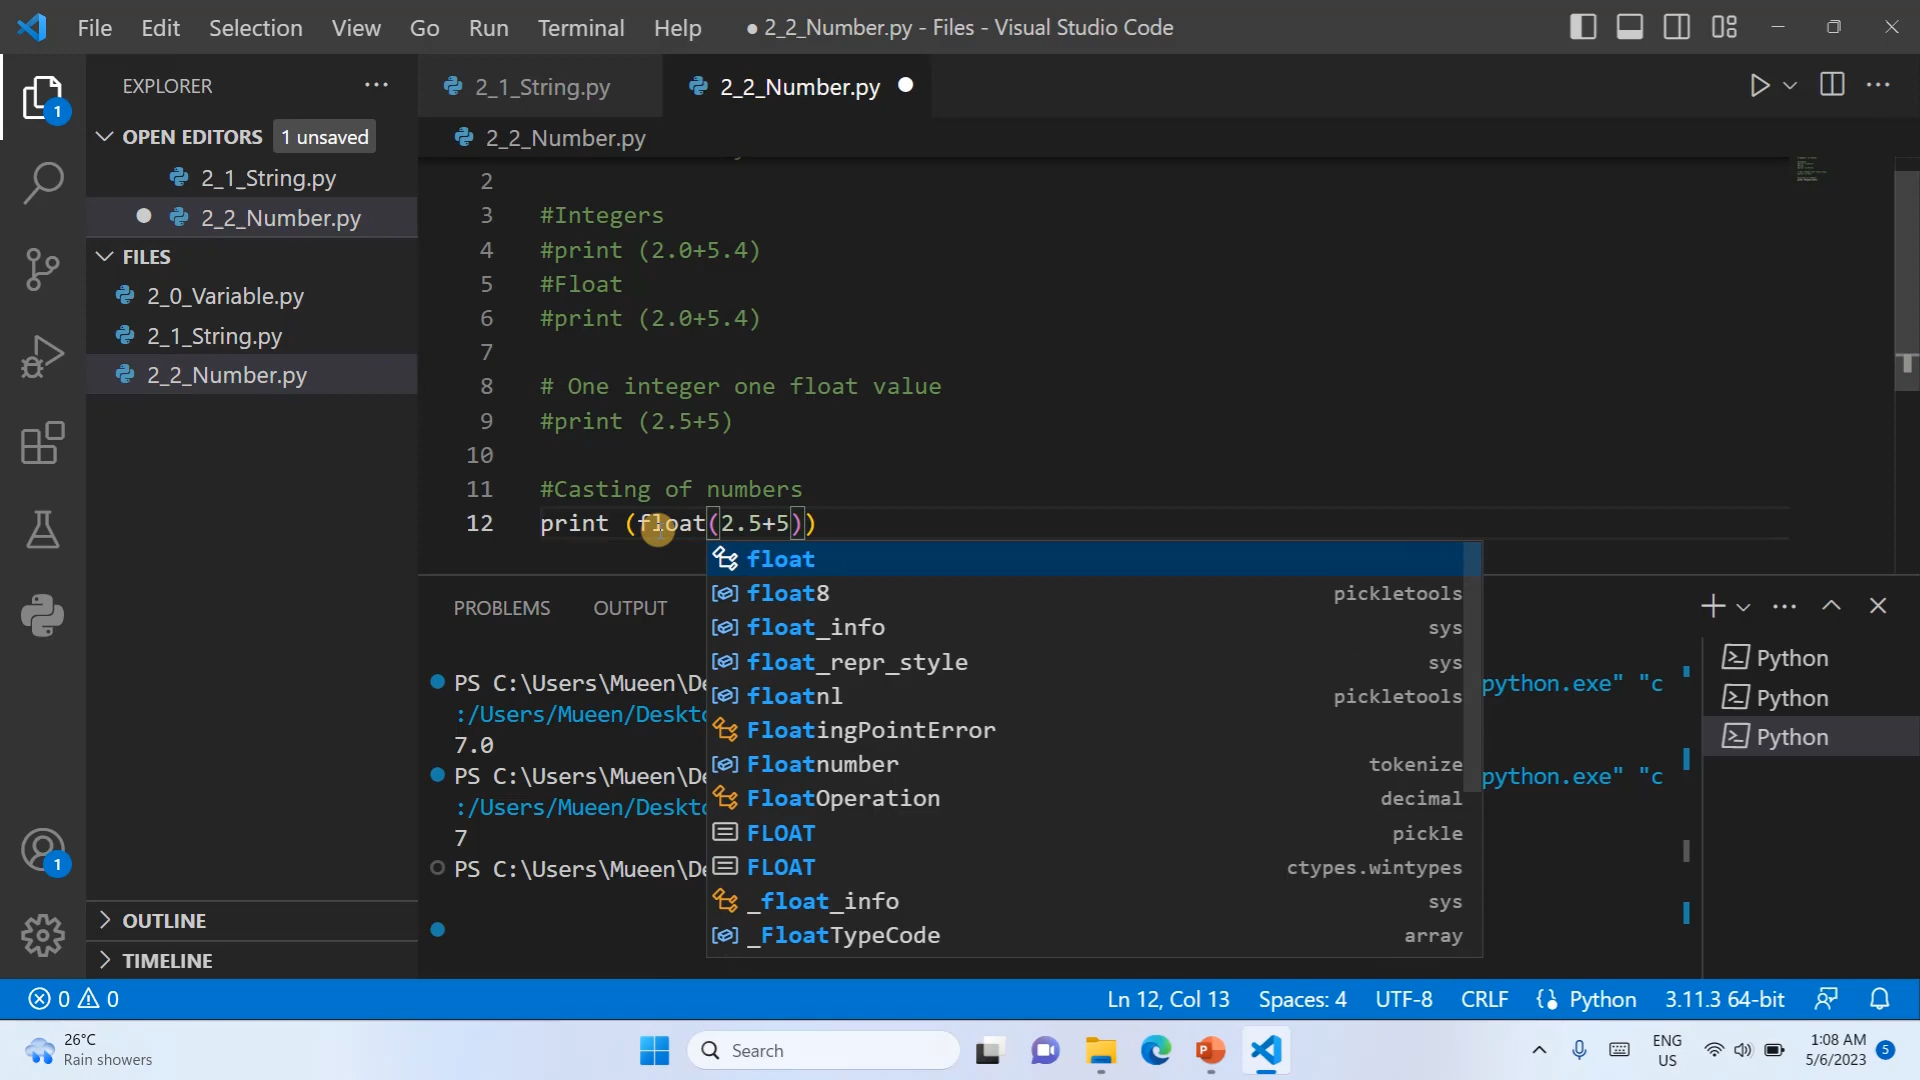 File Edit Selection View Go Run Terminal Help
● 2_2_Number.py - Files - Visual Studio Code
EXPLORER
OPEN EDITORS 1 unsaved
2_1_String.py
2_2_Number.py
FILES
2_0_Variable.py
2_1_String.py
2_2_Number.py
OUTLINE
TIMELINE
1
1
2_1_String.py
2_2_Number.py
2_2_Number.py
2
3 #Integers
4 #print (2.0+5.4)
5 #Float
6 #print (2.0+5.4)
7
8 # One integer one float value
9 #print (2.5+5)
10
11 #Casting of numbers
12 print (float(2.5+5))
float
float8 pickletools
float_info sys
float_repr_style sys
floatnl pickletools
FloatingPointError
Floatnumber tokenize
FloatOperation decimal
FLOAT pickle
FLOAT ctypes.wintypes
_float_info sys
_FloatTypeCode array
PROBLEMS OUTPUT
PS C:\Users\Mueen\De python.exe" "c
:/Users/Mueen/Deskto
7.0
PS C:\Users\Mueen\De python.exe" "c
:/Users/Mueen/Deskto
7
PS C:\Users\Mueen\De
Python
Python
Python
0 0
Ln 12, Col 13 Spaces: 4 UTF-8 CRLF Python 3.11.3 64-bit
26°C
Rain showers
Search
ENG
US
1:08 AM
5/6/2023
5